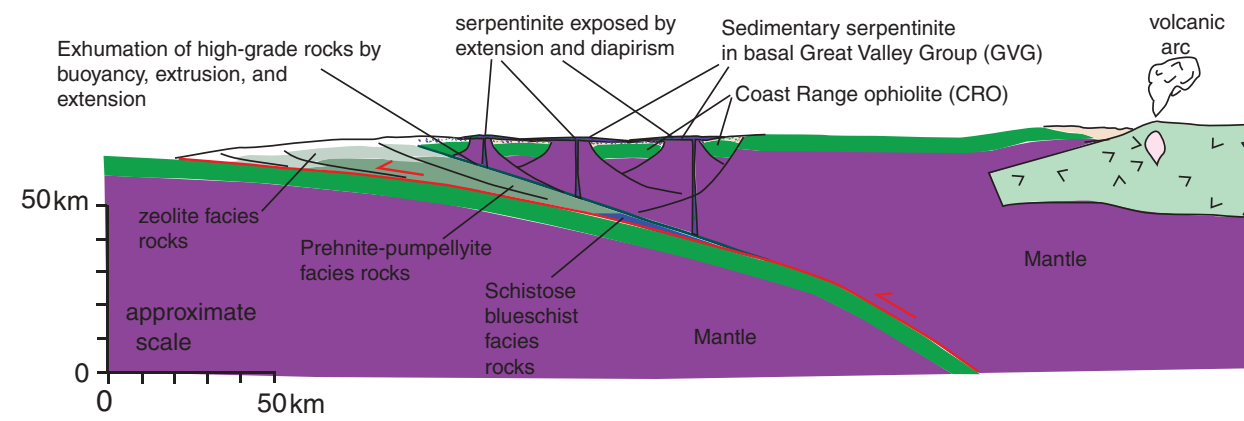 Exhumation of high-grade rocks by
buoyancy, extrusion, and
extension
serpentinite exposed by
extension and diapirism
Sedimentary serpentinite
in basal Great Valley Group (GVG)
Coast Range ophiolite (CRO)
volcanic
arc
50km
zeolite facies
rocks
Prehnite-pumpellyite
facies rocks
Schistose
blueschist
facies
rocks
Mantle
Mantle
approximate
scale
0
0
50km